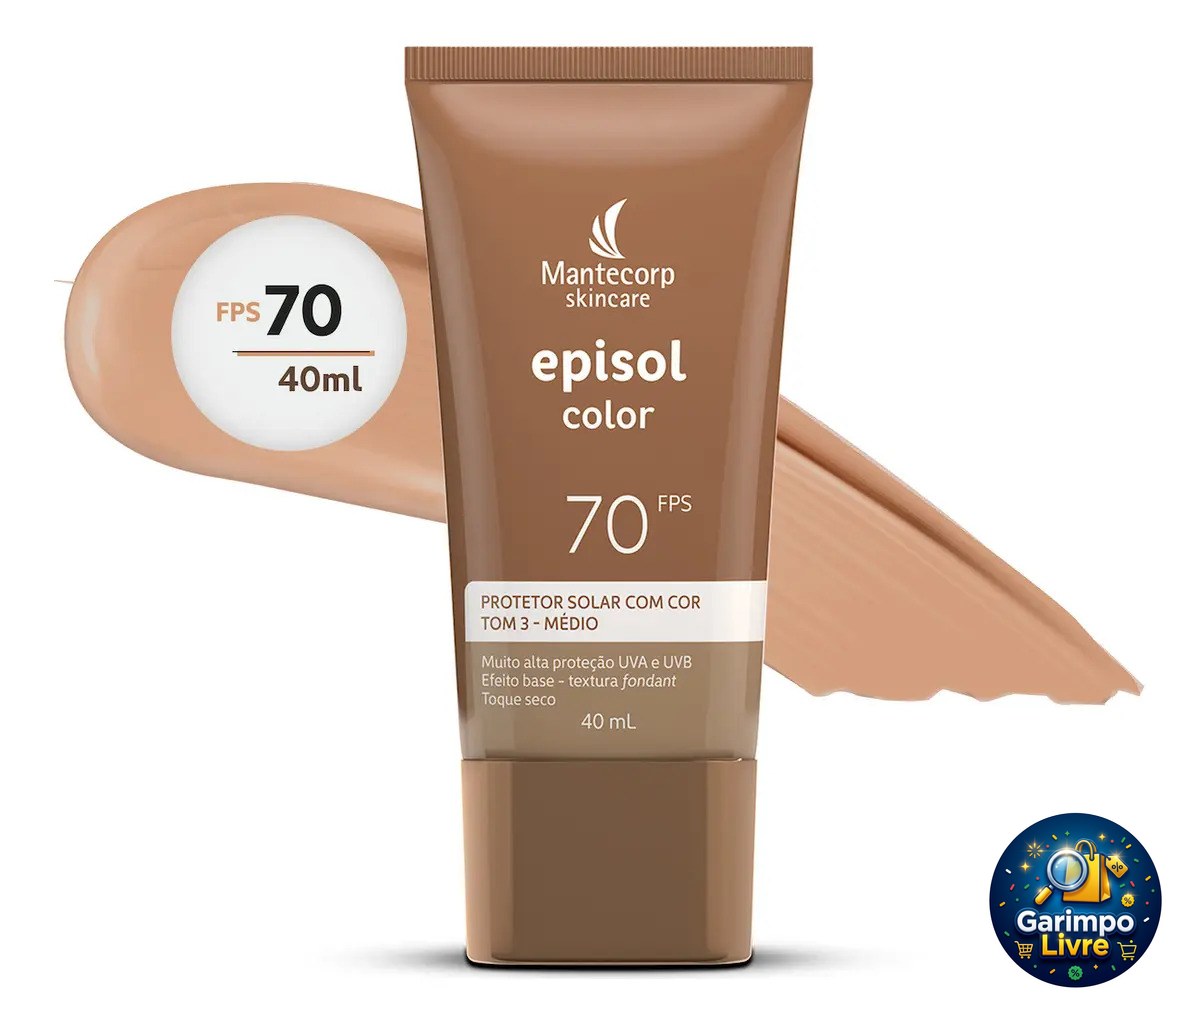 FPS 70
40ml
Mantecorp
skincare
episol
color
70 FPS
PROTETOR SOLAR COM COR
TOM 3 - MÉDIO
Muito alta proteção UVA e UVB
Efeito base - textura fondant
Toque seco
40 mL
Garimpo
Livre